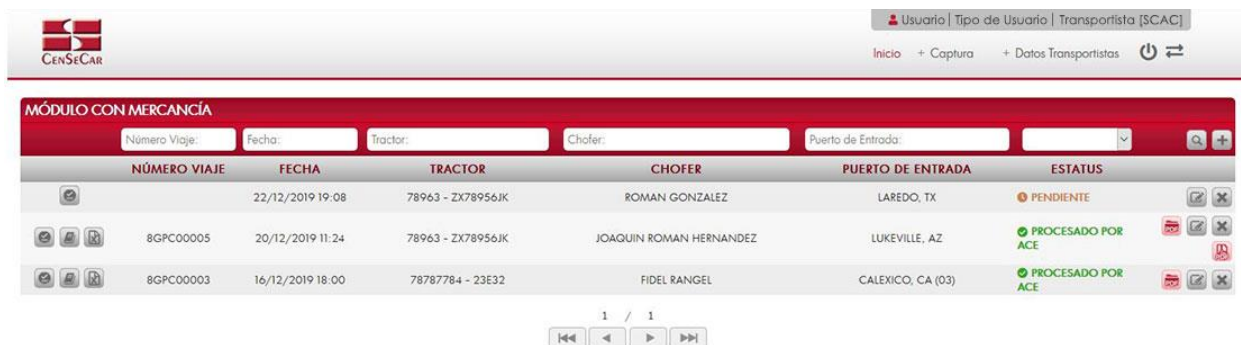 Usuario | Tipo de Usuario | Transportista [SCAC]
CENSECAR
Inicio + Captura + Datos Transportistas
MÓDULO CON MERCANCÍA
Número Viaje: Fecha: Tractor: Chofer: Puerto de Entrada:
NÚMERO VIAJE FECHA TRACTOR CHOFER PUERTO DE ENTRADA ESTATUS
22/12/2019 19:08 78963 - ZX78956JK ROMAN GONZALEZ LAREDO, TX PENDIENTE
8GPC00005 20/12/2019 11:24 78963 - ZX78956JK JOAQUIN ROMAN HERNANDEZ LUKEVILLE, AZ PROCESADO POR
ACE
8GPC00003 16/12/2019 18:00 78787784 - 23E32 FIDEL RANGEL CALEXICO, CA (03) PROCESADO POR
ACE
1 / 1